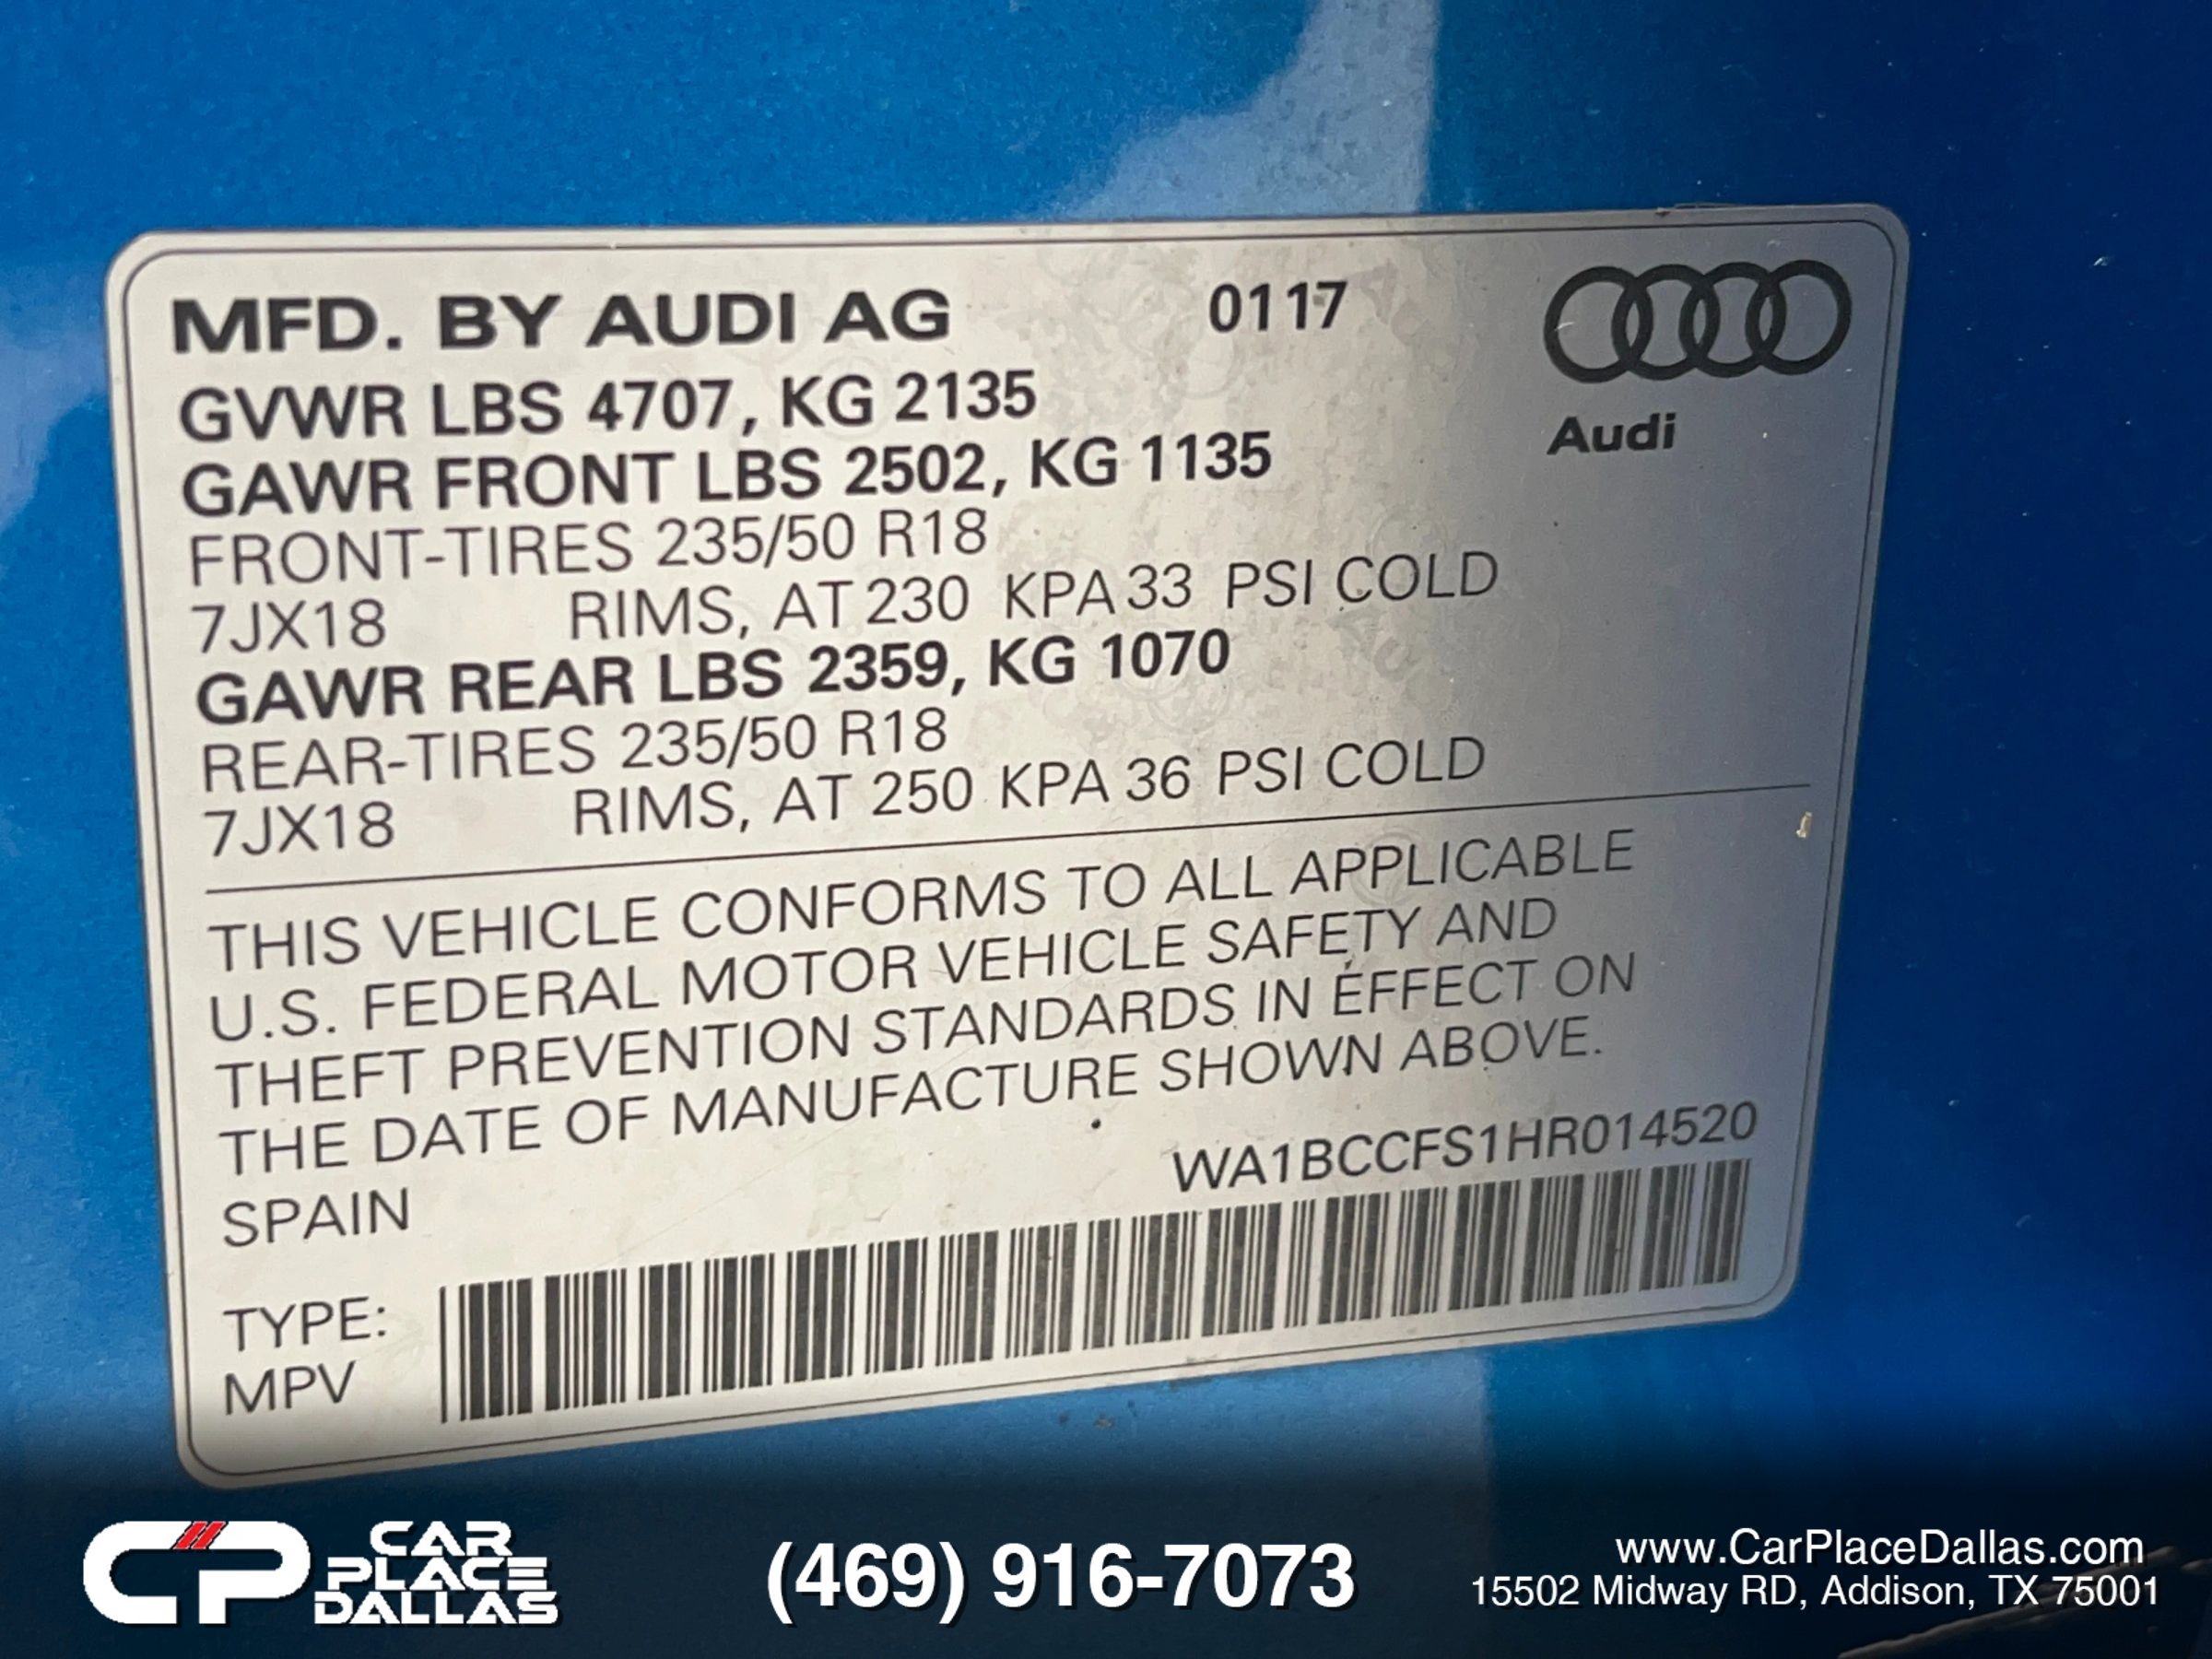 MFD. BY AUDI AG 0117
GVWR LBS 4707, KG 2135
Audi
GAWR FRONT LBS 2502, KG 1135
FRONT-TIRES 235/50 R18
7JX18 RIMS, AT 230 KPA 33 PSI COLD
GAWR REAR LBS 2359, KG 1070
REAR-TIRES 235/50 R18
7JX18 RIMS, AT 250 KPA 36 PSI COLD
THIS VEHICLE CONFORMS TO ALL APPLICABLE
U.S. FEDERAL MOTOR VEHICLE SAFETY AND
THEFT PREVENTION STANDARDS IN EFFECT ON
THE DATE OF MANUFACTURE SHOWN ABOVE.
WA1BCCFS1HR014520
SPAIN
TYPE:
MPV
CP CAR
PLACE
DALLAS
(469) 916-7073
www.CarPlaceDallas.com
15502 Midway RD, Addison, TX 75001